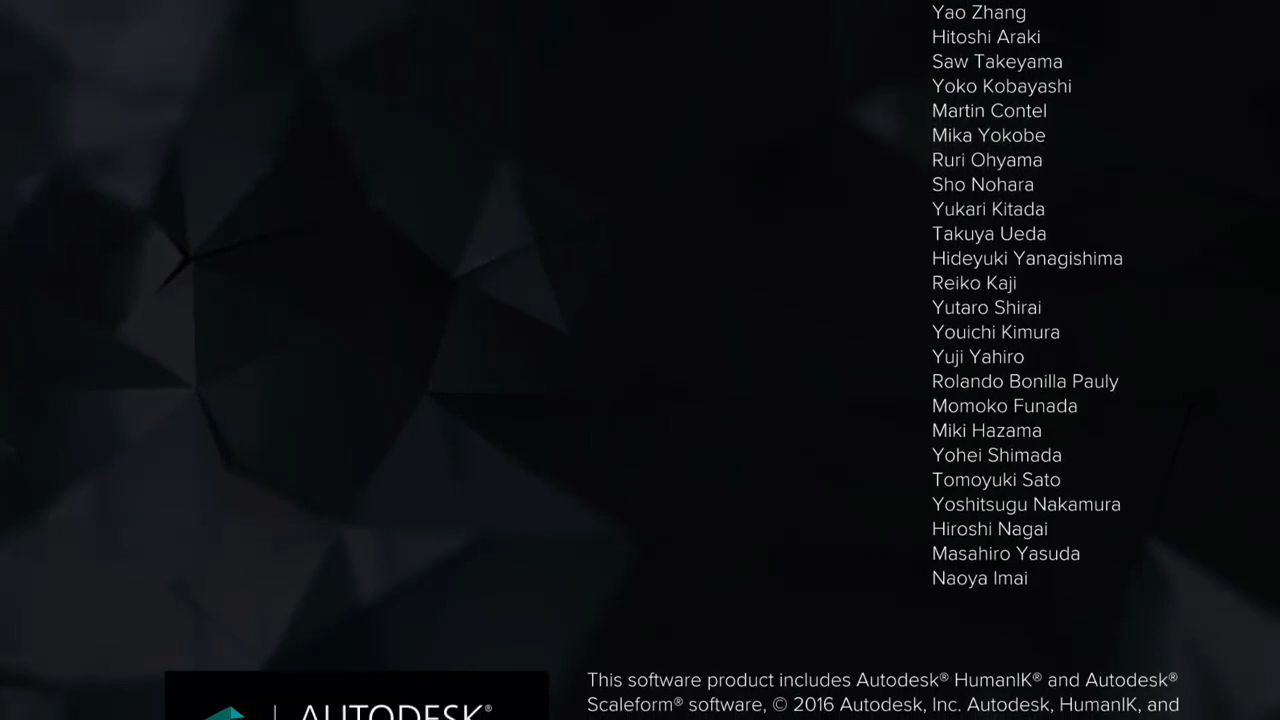 Yao Zhang
Hitoshi Araki
Saw Takeyama
Yoko Kobayashi
Martin Contel
Mika Yokobe
Ruri Ohyama
Sho Nohara
Yukari Kitada
Takuya Ueda
Hideyuki Yanagishima
Reiko Kaji
Yutaro Shirai
Youichi Kimura
Yuji Yahiro
Rolando Bonilla Pauly
Momoko Funada
Miki Hazama
Yohei Shimada
Tomoyuki Sato
Yoshitsugu Nakamura
Hiroshi Nagai
Masahiro Yasuda
Naoya Imai
AUTODESK®
This software product includes Autodesk® HumanIK® and Autodesk®
Scaleform® software, © 2016 Autodesk, Inc. Autodesk, HumanIK, and